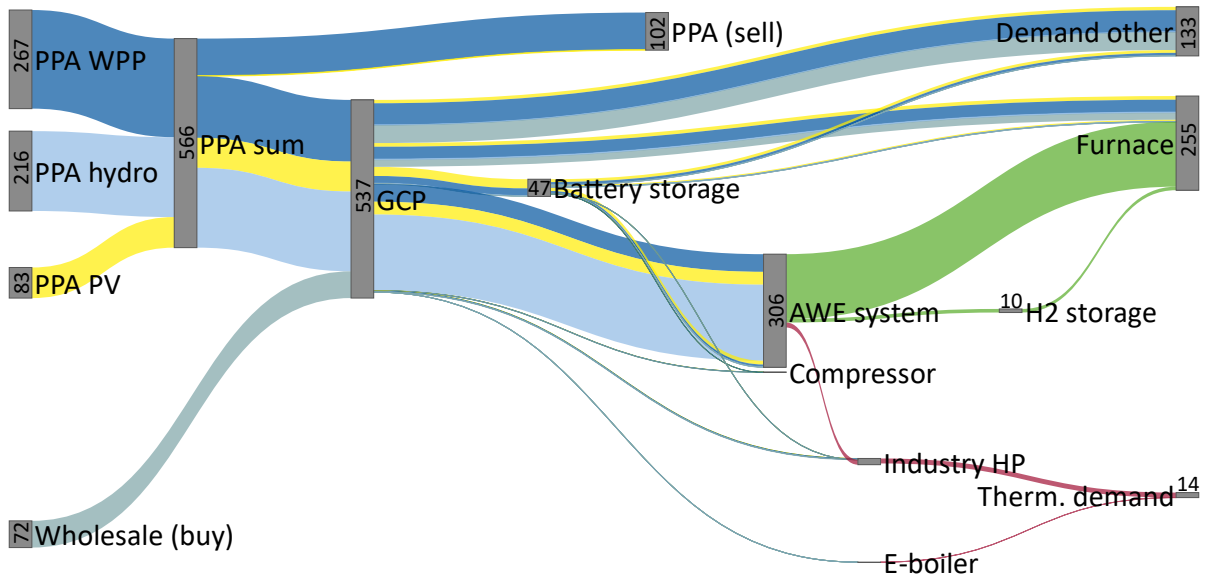 267 PPA WPP
216 PPA hydro
83 PPA PV
72 Wholesale (buy)
566 PPA sum
537 GCP
102 PPA (sell)
47 Battery storage
306 AWE system
Compressor
10 H2 storage
Industry HP
E-boiler
Demand other 133
Furnace 255
Therm. demand 14